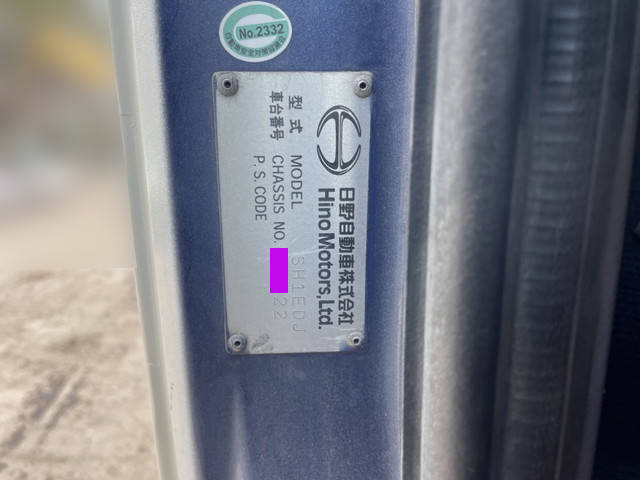 No.2332
日野自動車株式会社
HinoMotors,Ltd.
型式 MODEL SH1EDJ
車台番号 CHASSIS NO. 22
P.S.CODE